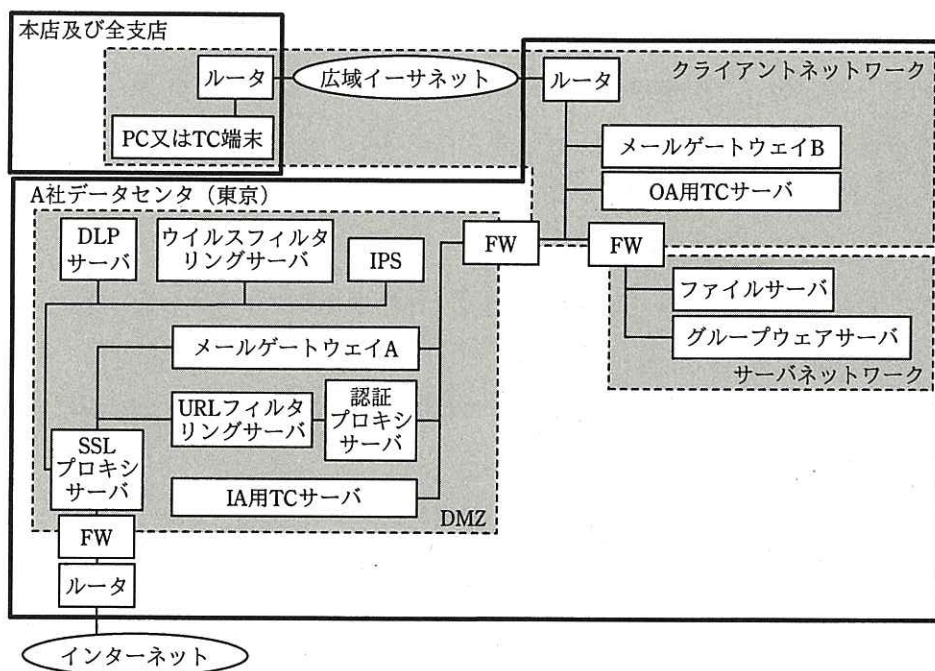 本店及び全支店
ルータ
広域イーサネット
ルータ
クライアントネットワーク
PC又はTC端末
メールゲートウェイB
OA用TCサーバ
A社データセンタ（東京）
DLP
サーバ
ウイルスフィルタ
リングサーバ
IPS
FW
FW
ファイルサーバ
グループウェアサーバ
サーバネットワーク
メールゲートウェイA
URLフィルタ
リングサーバ
認証
プロキシ
サーバ
SSL
プロキシ
サーバ
IA用TCサーバ
DMZ
FW
ルータ
インターネット